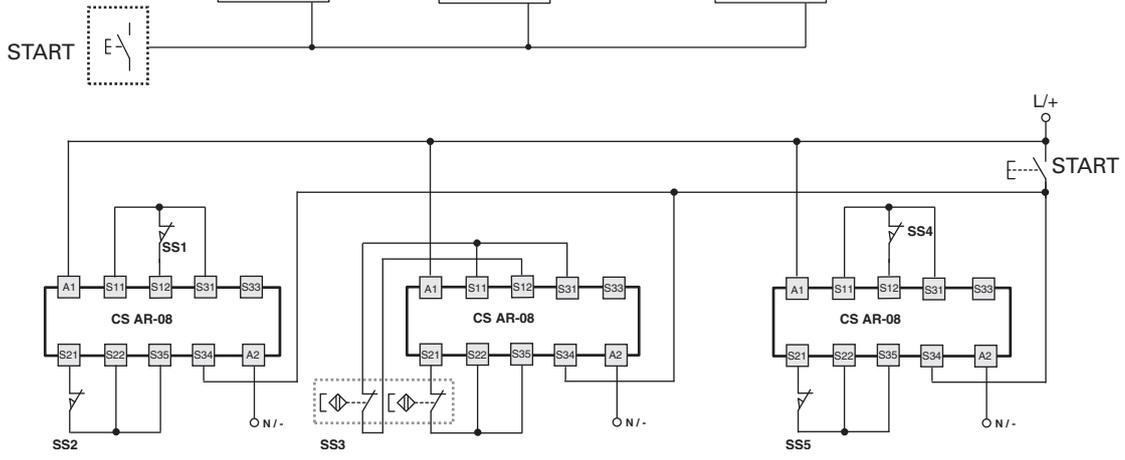 START
L/+
START
SS1
SS4
A1 S11 S12 S31 S33
A1 S11 S12 S31 S33
A1 S11 S12 S31 S33
CS AR-08
CS AR-08
CS AR-08
S21 S22 S35 S34 A2
S21 S22 S35 S34 A2
S21 S22 S35 S34 A2
N / -
N / -
N / -
SS2
SS3
SS5